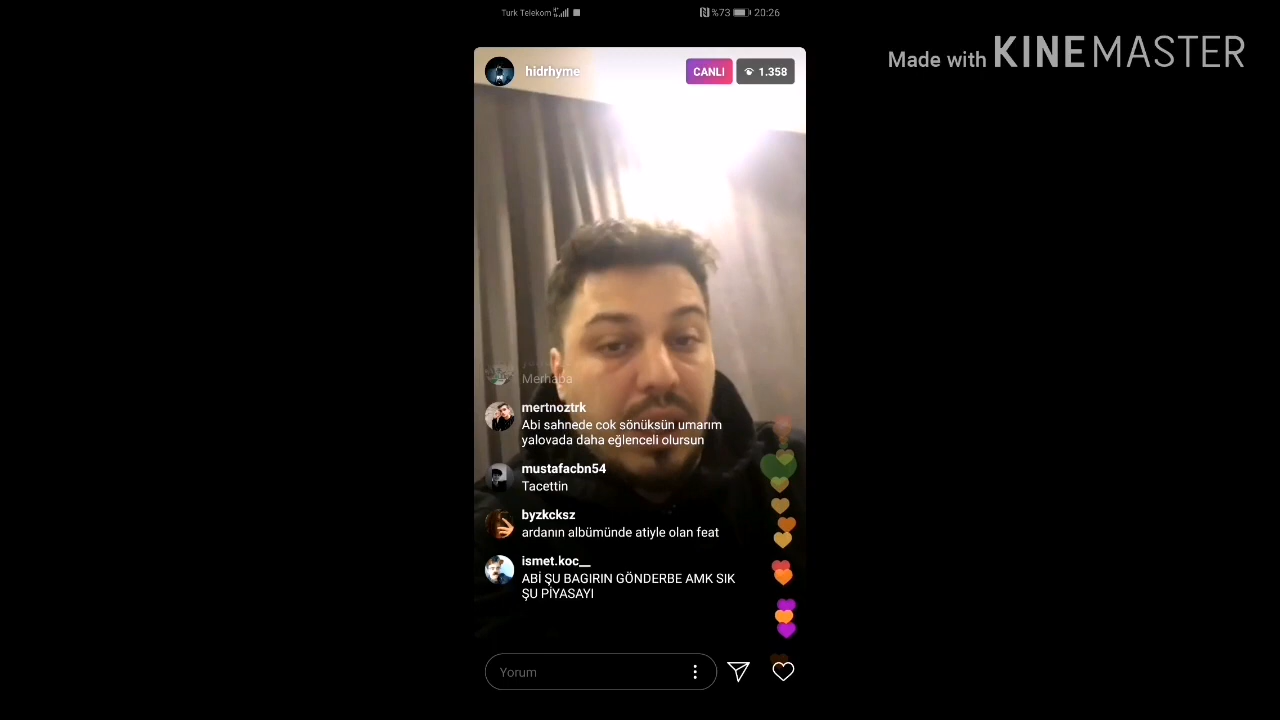 Turk Telekom
%73
20:26
Made with KINEMASTER
hidrhyme
CANLI
1.358
Merhaba
mertnoztrk
Abi sahnede cok sönüksün umarım
yalovada daha eğlenceli olursun
mustafacbn54
Tacettin
byzkcksz
ardanın albümünde atiyle olan feat
ismet.koc__
ABİ ŞU BAGIRIN GÖNDERBE AMK SIK
ŞU PİYASAYI
Yorum